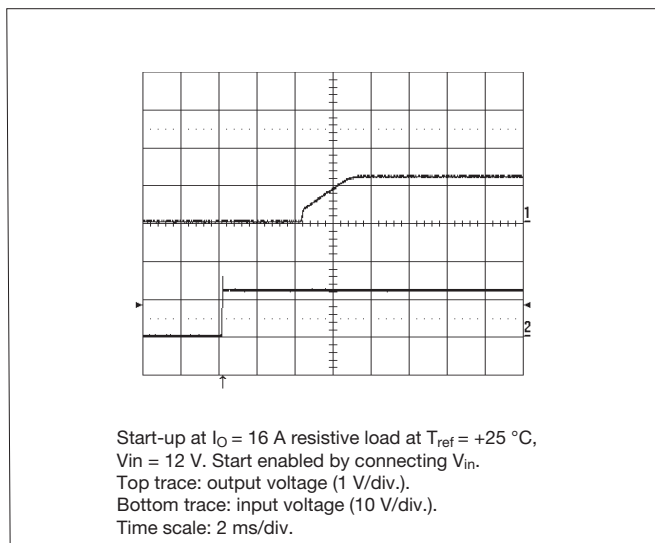 1
2
Start-up at IO = 16 A resistive load at Tref = +25 °C,
Vin = 12 V. Start enabled by connecting Vin.
Top trace: output voltage (1 V/div.).
Bottom trace: input voltage (10 V/div.).
Time scale: 2 ms/div.